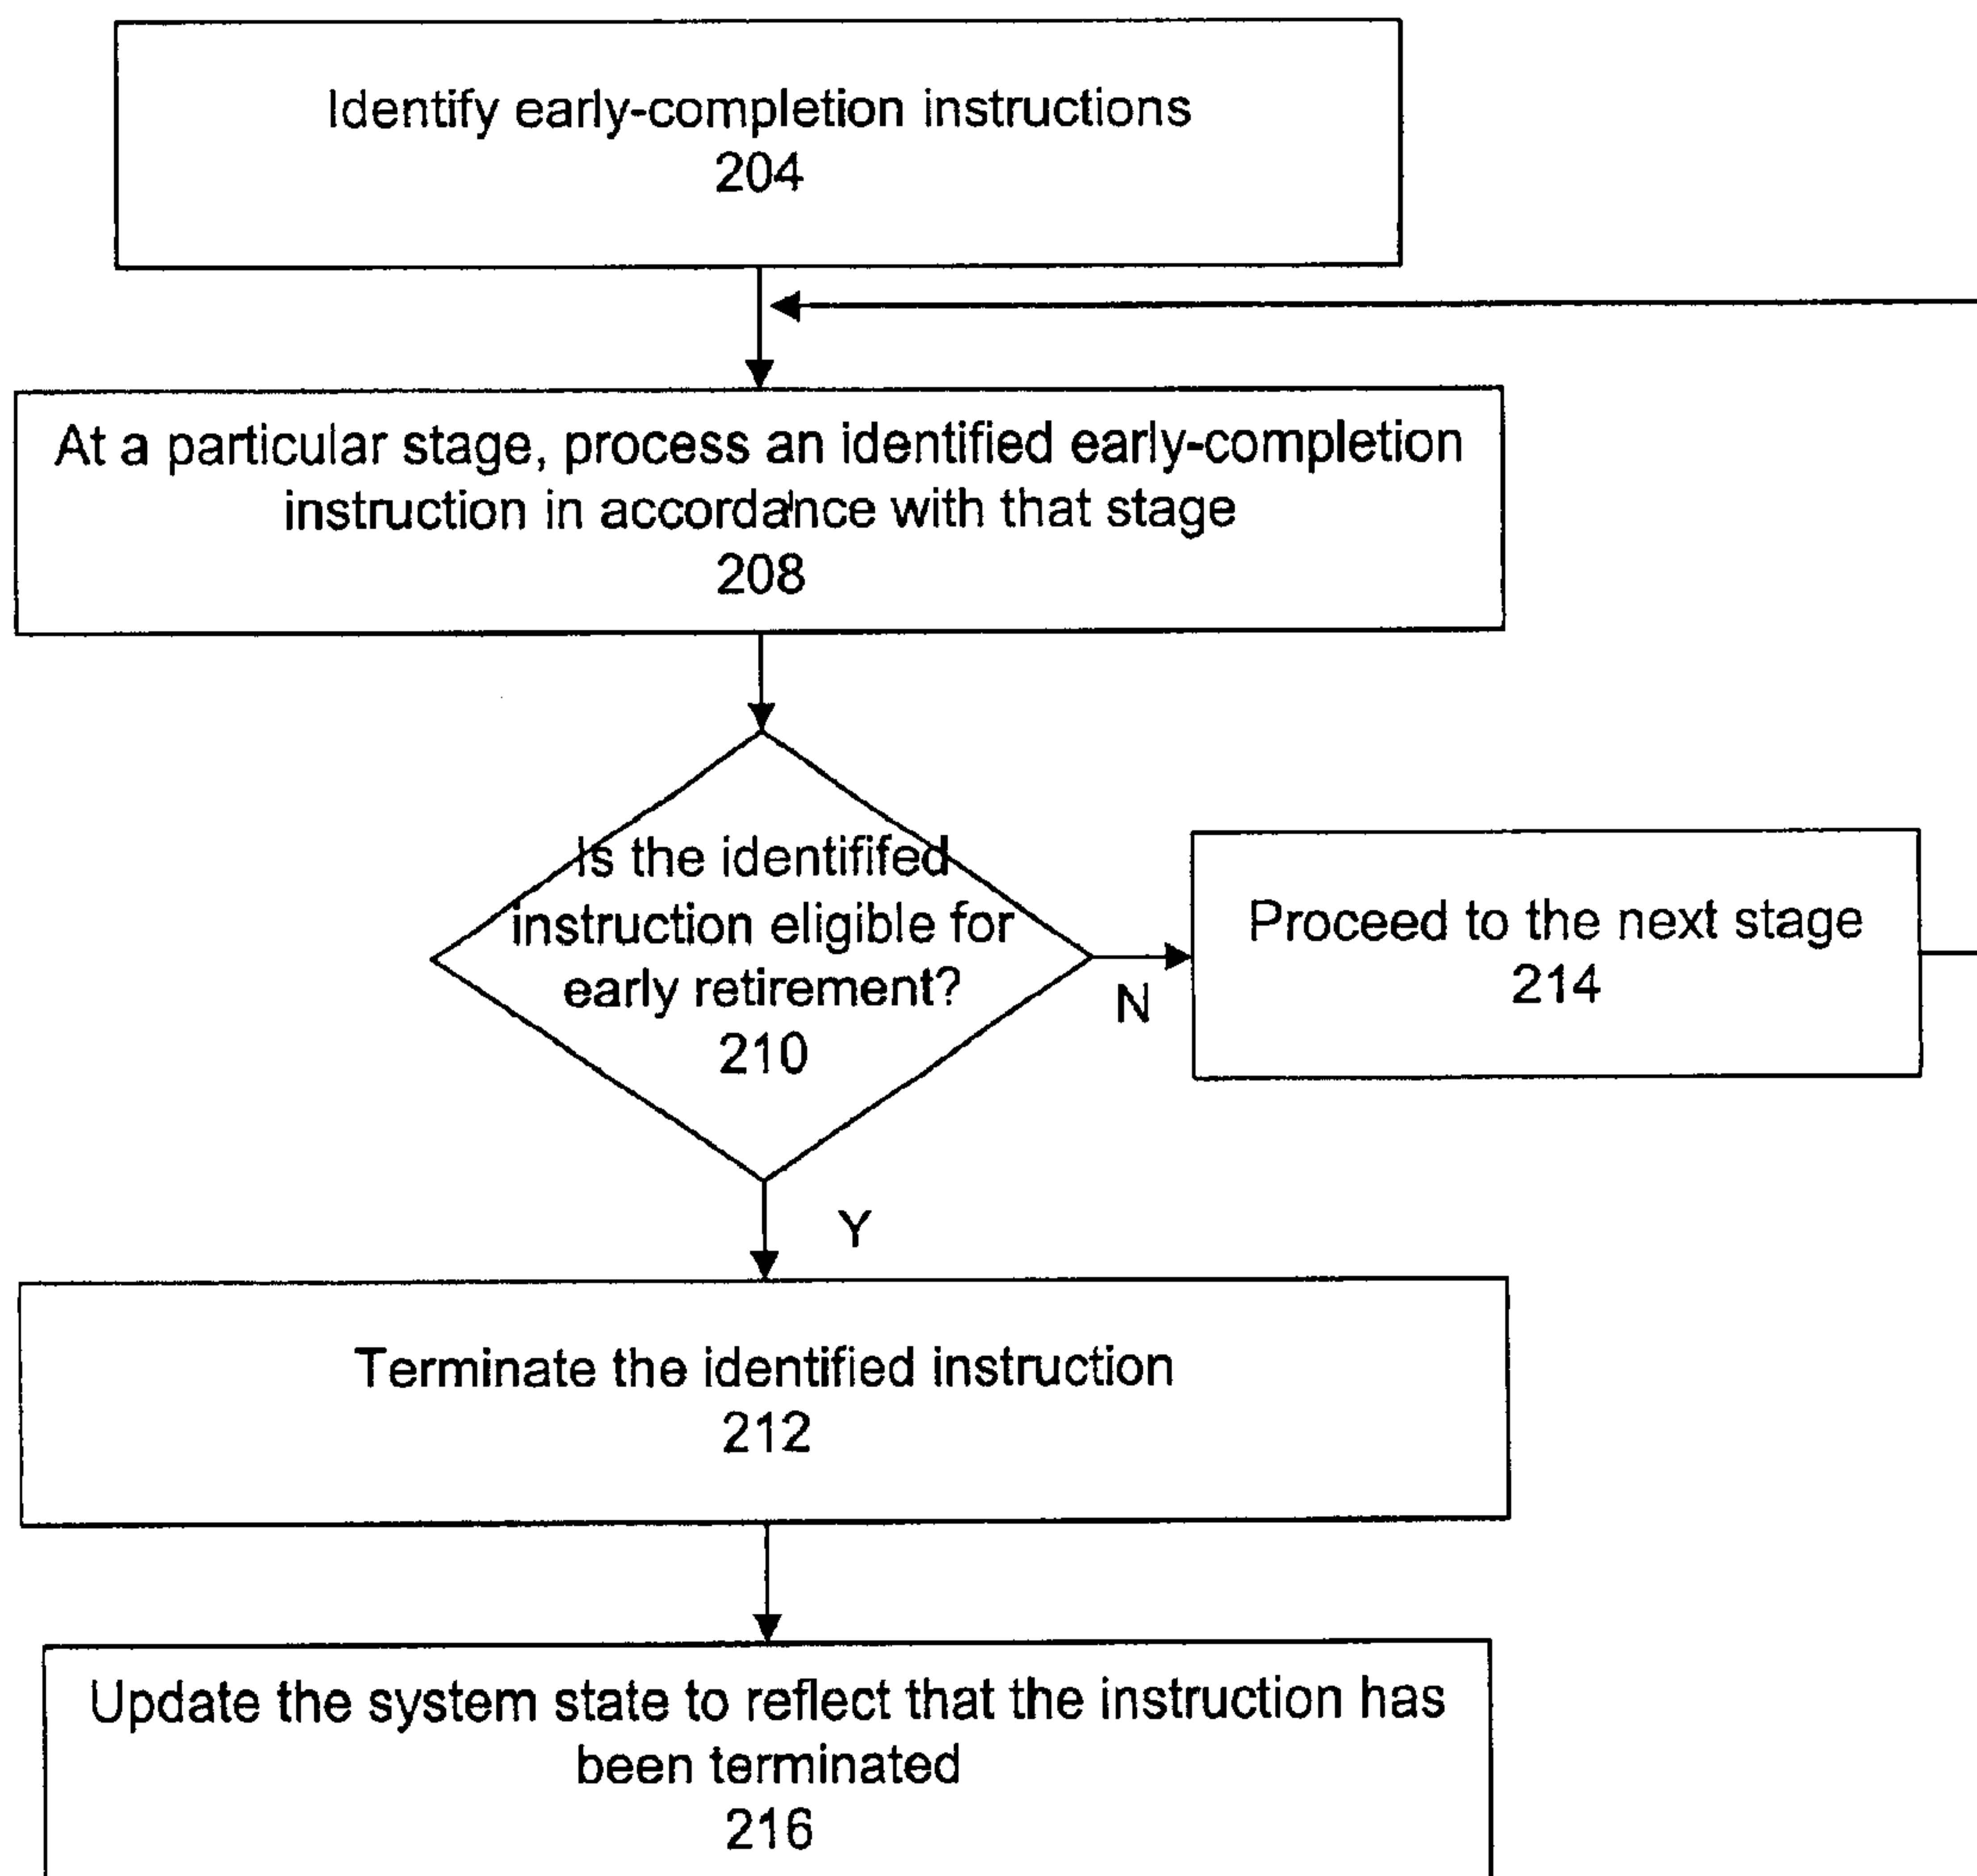 Identify early-completion instructions
204
At a particular stage, process an identified early-completion
instruction in accordance with that stage
208
Is the identififed
instruction eligible for
early retirement?
210
N
Proceed to the next stage
214
Y
Terminate the identified instruction
212
Update the system state to reflect that the instruction has
been terminated
216